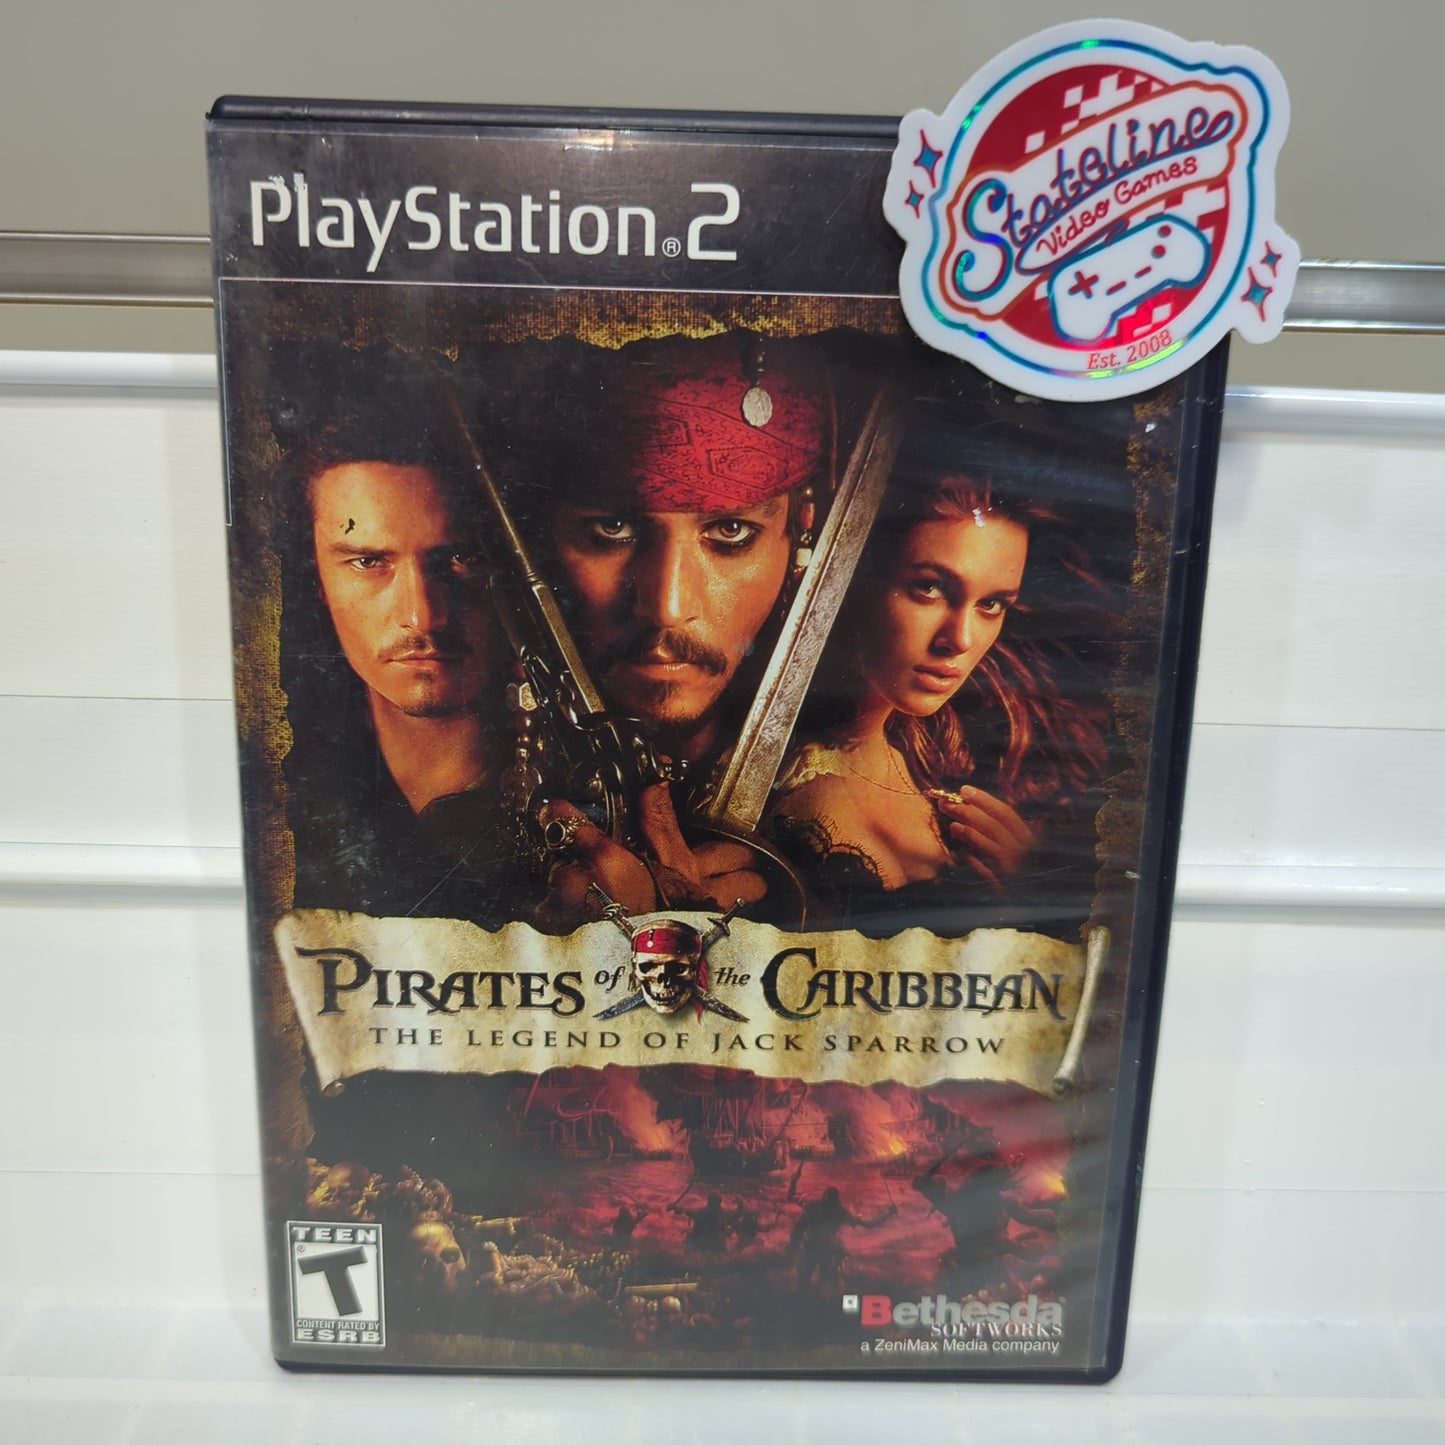 PlayStation®2
Stateline
Video Games
Est. 2008
PIRATES of the CARIBBEAN
THE LEGEND OF JACK SPARROW
TEEN
®
T
CONTENT RATED BY
ESRB
Bethesda®
SOFTWORKS
a ZeniMax Media company